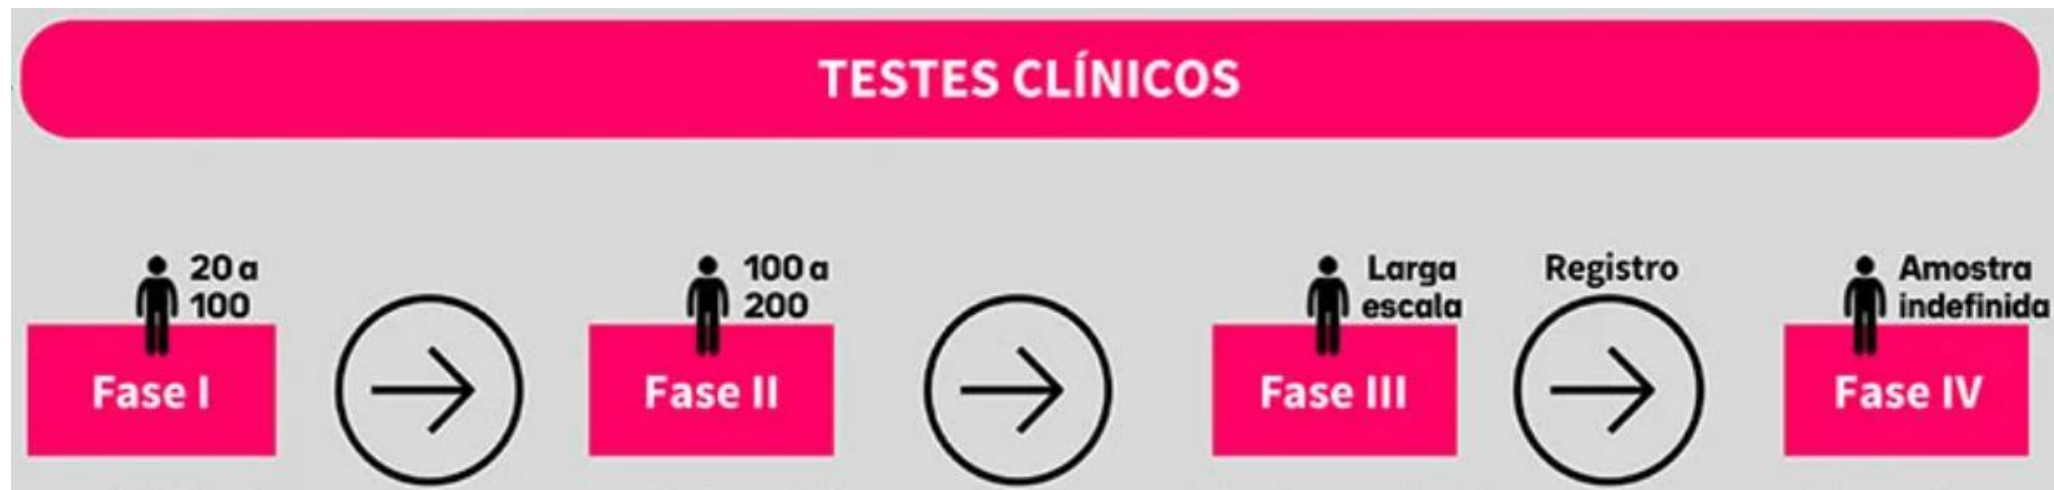 TESTES CLÍNICOS
20 a
100
Fase I
100 a
200
Fase II
Larga
escala
Fase III
Registro
Amostra
indefinida
Fase IV